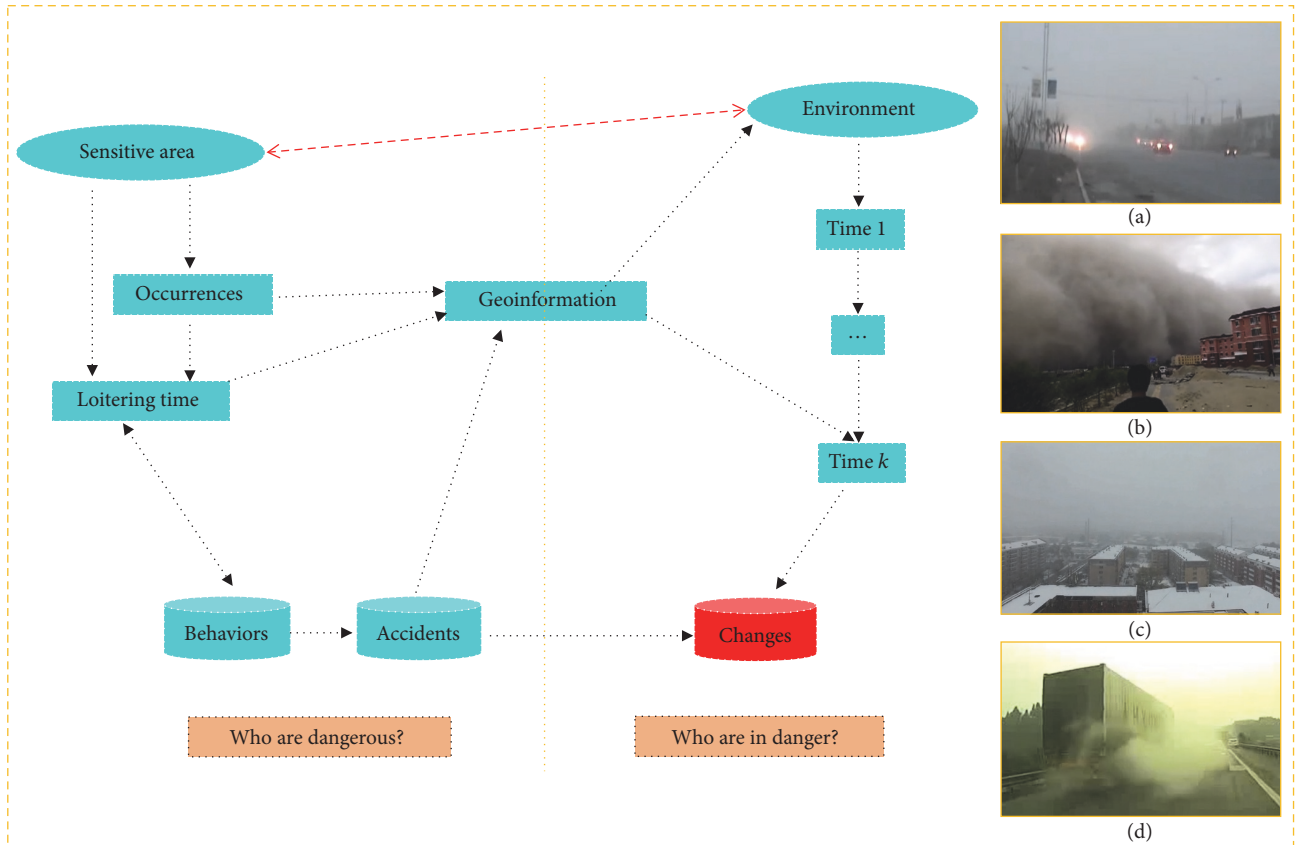 Environment
Sensitive area
Time 1
Occurrences
Geoinformation
...
Loitering time
Time k
Behaviors
Accidents
Changes
Who are dangerous?
Who are in danger?
(a)
(b)
(c)
(d)